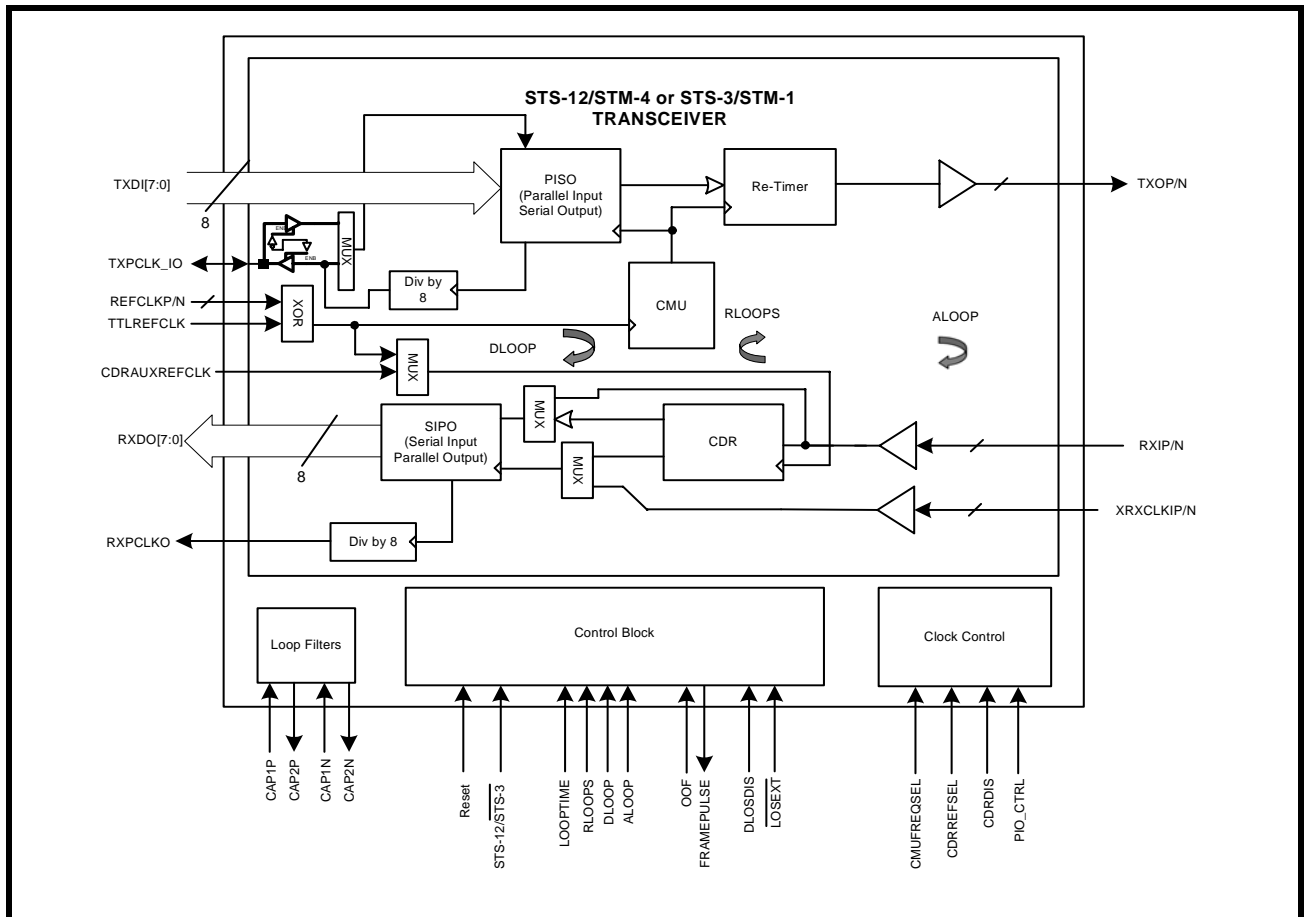 STS-12/STM-4 or STS-3/STM-1
TRANSCEIVER
TXDI[7:0]
8
PISO
(Parallel Input
Serial Output)
Re-Timer
TXOP/N
ENB
ENB
MUX
TXPCLK_IO
Div by
8
CMU
REFCLKP/N
TTLREFCLK
XOR
DLOOP
RLOOPS
ALOOP
CDRAUXREFCLK
MUX
MUX
RXDO[7:0]
8
SIPO
(Serial Input
Parallel Output)
CDR
RXIP/N
MUX
XRXCLKIP/N
RXPCLKO
Div by 8
Loop Filters
Control Block
Clock Control
CAP1P
CAP2P
CAP1N
CAP2N
Reset
STS-12/STS-3
LOOPTIME
RLOOPS
DLOOP
ALOOP
OOF
FRAMEPULSE
DLOSDIS
LOSEXT
CMUFREQSEL
CDRREFSEL
CDRDIS
PIO_CTRL